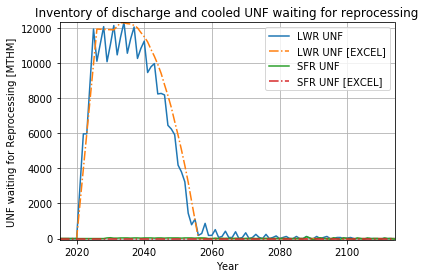 Inventory of discharge and cooled UNF waiting for reprocessing
12000
10000
8000
6000
4000
2000
0
UNF waiting for Reprocessing [MTHM]
LWR UNF
LWR UNF [EXCEL]
SFR UNF
SFR UNF [EXCEL]
2020 2040 2060 2080 2100
Year